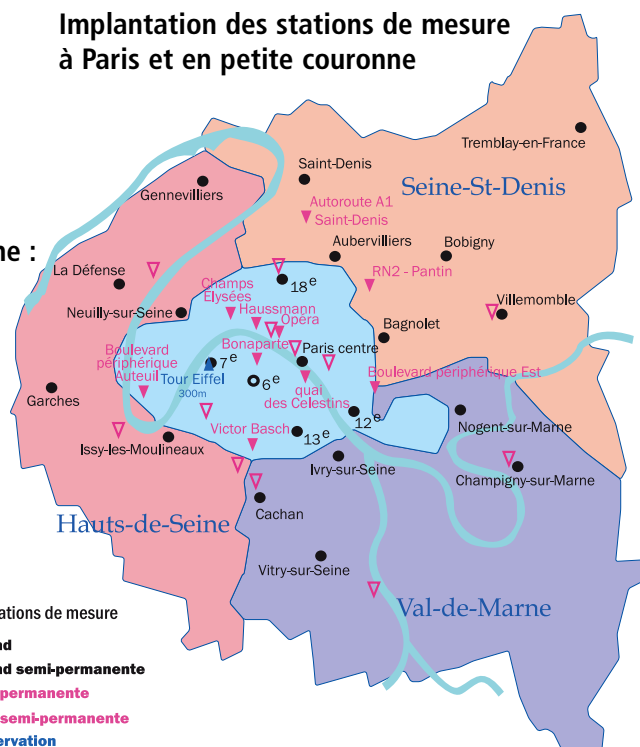 Implantation des stations de mesure
à Paris et en petite couronne
Tremblay-en-France
Saint-Denis
Seine-St-Denis
Gennevilliers
Autoroute A1
Saint-Denis
ne :
Aubervilliers
Bobigny
La Défense
RN2 - Pantin
Champs
Elysées
18e
Villemomble
Neuilly-sur-Seine
Haussmann
Opéra
Bagnolet
Bonaparte
Paris centre
Boulevard
périphérique
Auteuil
7e
Tour Eiffel
300m
6e
Boulevard périphérique Est
quai
des Celestins
Garches
12e
Nogent-sur-Marne
Victor Basch
13e
Issy-les-Moulineaux
Ivry-sur-Seine
Champigny-sur-Marne
Cachan
Hauts-de-Seine
Vitry-sur-Seine
Val-de-Marne
ations de mesure
nd
nd semi-permanente
permanente
semi-permanente
servation